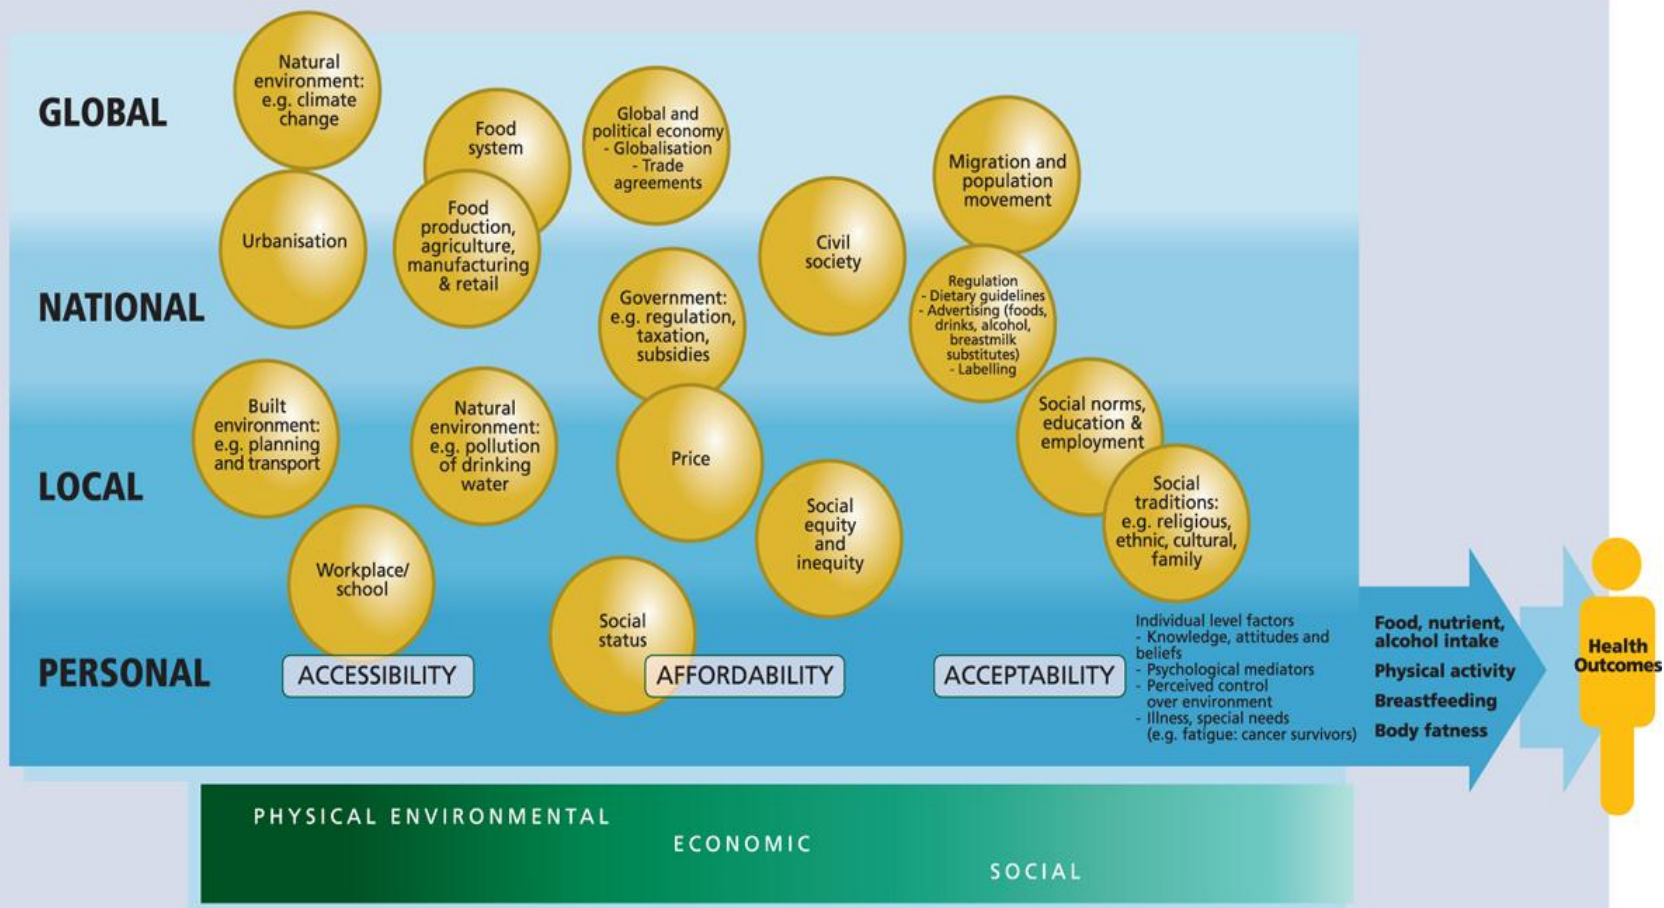 GLOBAL
Natural
environment:
e.g. climate
change
Food
system
Global and
political economy
- Globalisation
- Trade
agreements
Migration and
population
movement
NATIONAL
Urbanisation
Food
production,
agriculture,
manufacturing
& retail
Government:
e.g. regulation,
taxation,
subsidies
Civil
society
Regulation
- Dietary guidelines
- Advertising (foods,
drinks, alcohol,
breastmilk
substitutes)
- Labelling
LOCAL
Built
environment:
e.g. planning
and transport
Natural
environment:
e.g. pollution
of drinking
water
Price
Social
equity
and
inequity
Social norms,
education &
employment
Social
traditions:
e.g. religious,
ethnic, cultural,
family
Workplace/
school
Social
status
PERSONAL
ACCESSIBILITY
AFFORDABILITY
ACCEPTABILITY
Individual level factors
- Knowledge, attitudes and
beliefs
- Psychological mediators
- Perceived control
over environment
- Illness, special needs
(e.g. fatigue: cancer survivors)
Food, nutrient,
alcohol intake
Physical activity
Breastfeeding
Body fatness
Health
Outcomes
PHYSICAL ENVIRONMENTAL
ECONOMIC
SOCIAL